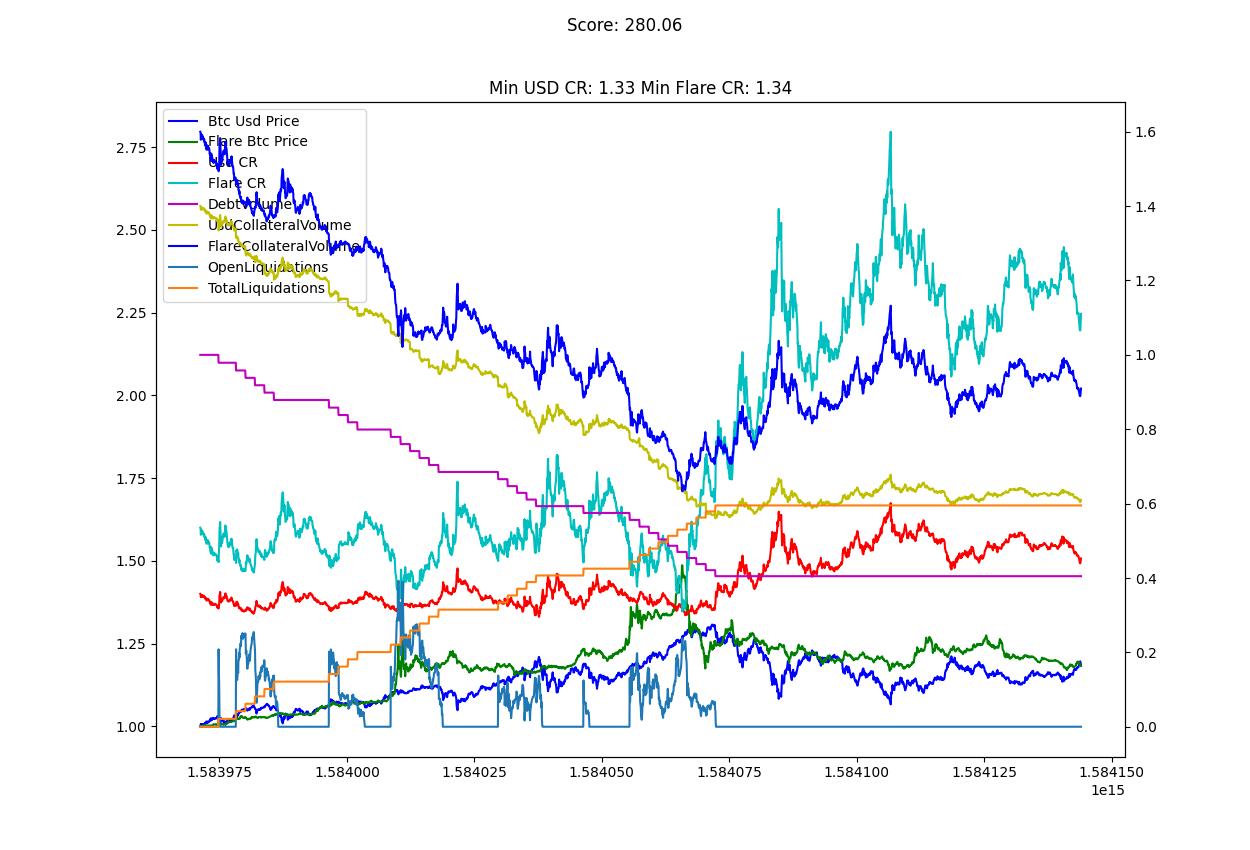 Score: 280.06
Min USD CR: 1.33 Min Flare CR: 1.34
Btc Usd Price
Flare Btc Price
Usd CR
Flare CR
DebtVolume
UsdCollateralVolume
FlareCollateralVolume
OpenLiquidations
TotalLiquidations
2.75
2.50
2.25
2.00
1.75
1.50
1.25
1.00
1.6
1.4
1.2
1.0
0.8
0.6
0.4
0.2
0.0
1.583975
1.584000
1.584025
1.584050
1.584075
1.584100
1.584125
1.584150
1e15